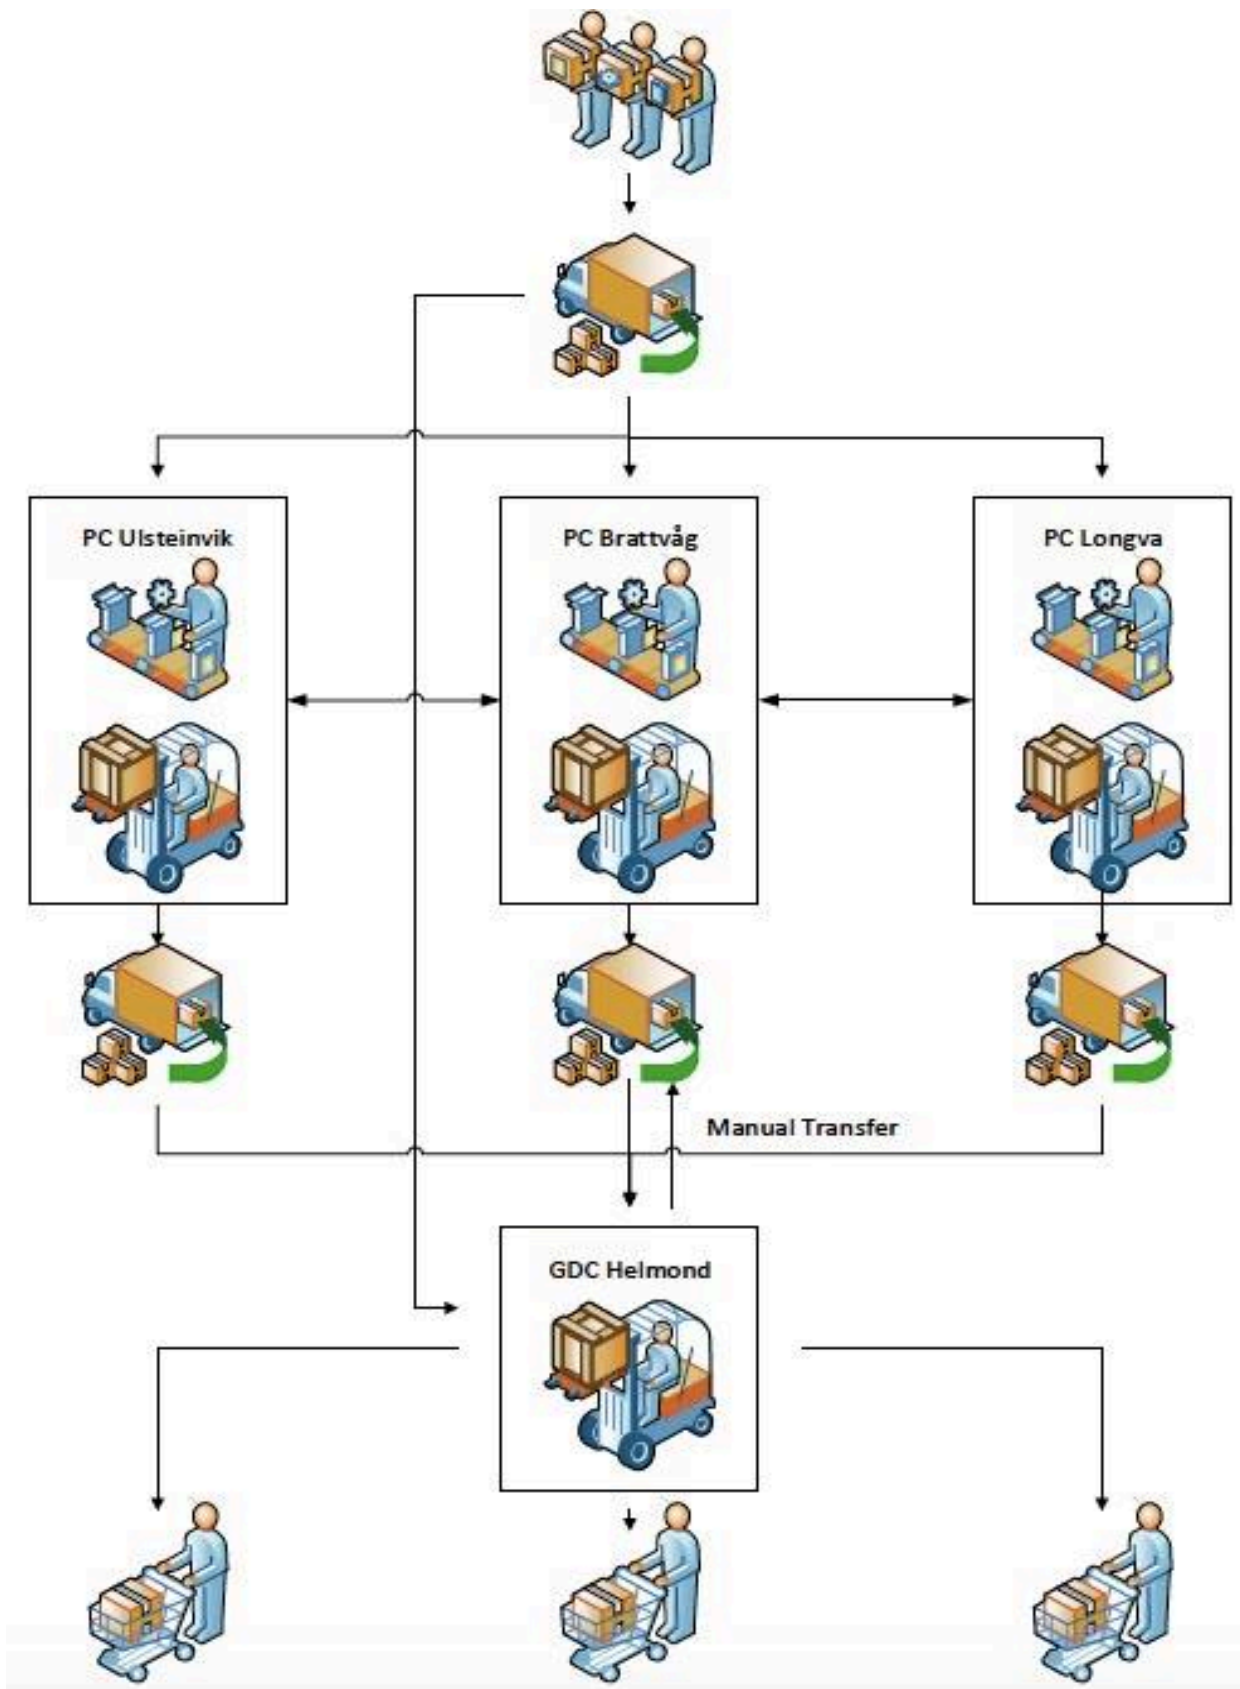 PC Ulsteinvik
PC Brattvåg
PC Longva
Manual Transfer
GDC Helmond